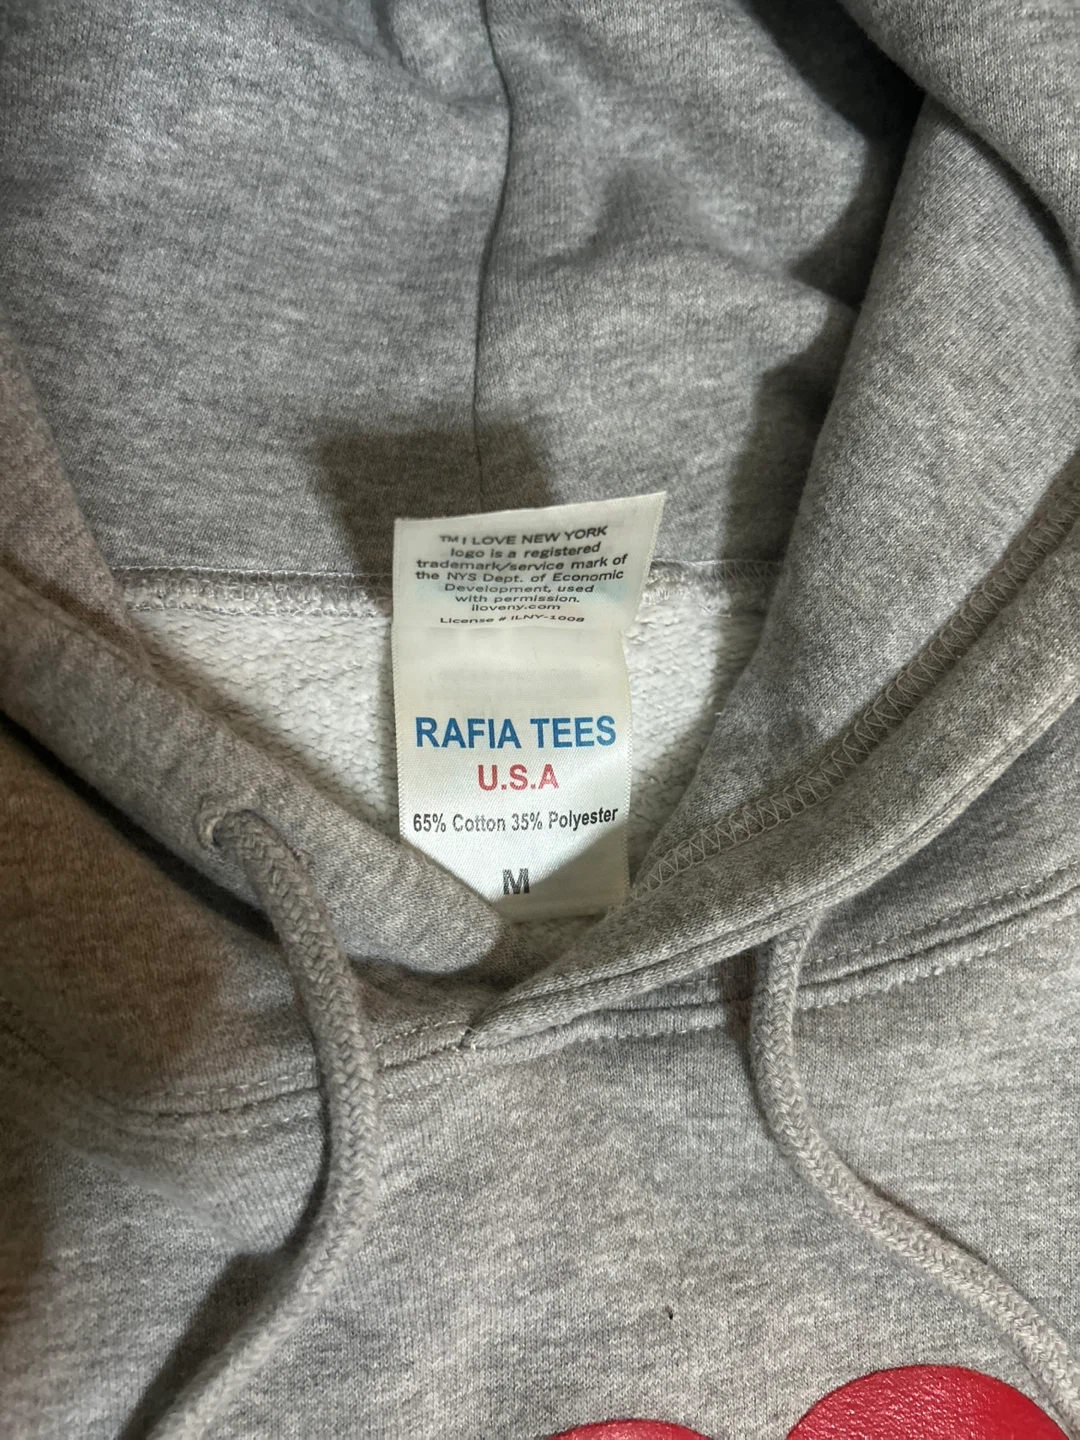 ™ I LOVE NEW YORK
logo is a registered
trademark/service mark of
the NYS Dept. of Economic
Development, used
with permission.
iloveny.com
License # ILNY-1008
RAFIA TEES
U.S.A
65% Cotton 35% Polyester
M